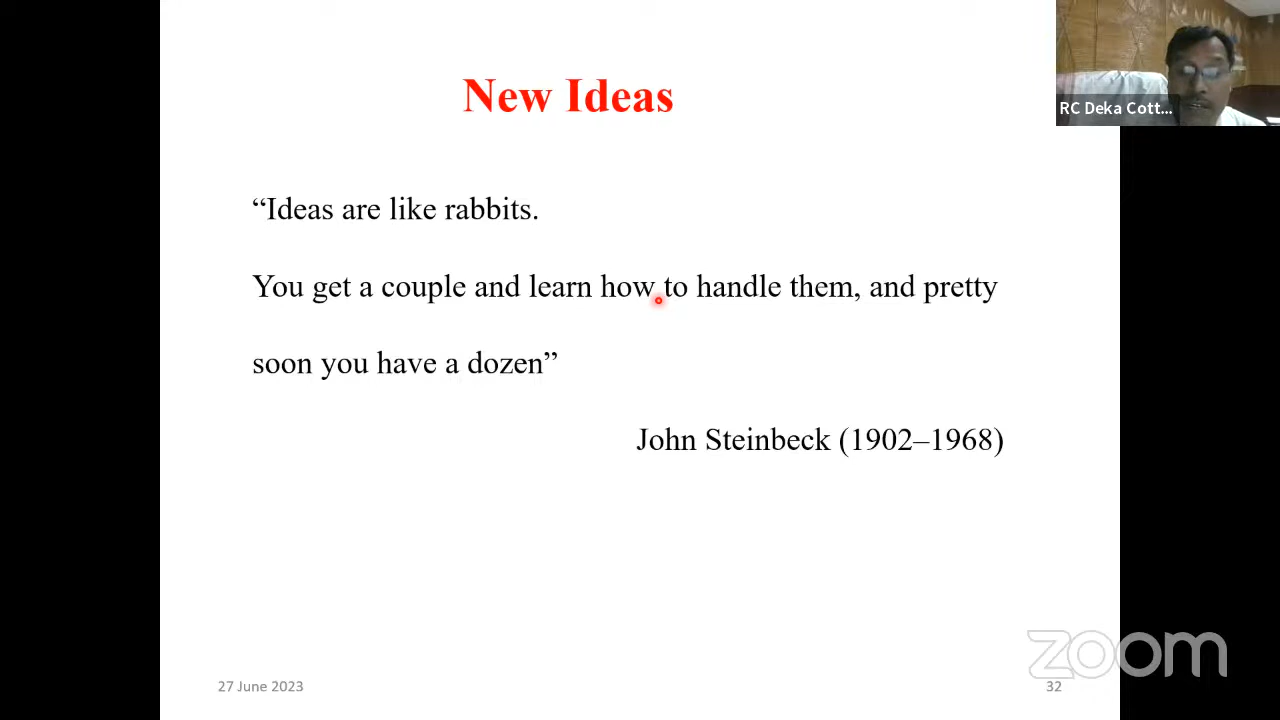 New Ideas
RC Deka Cott...
“Ideas are like rabbits.
You get a couple and learn how to handle them, and pretty
soon you have a dozen”
John Steinbeck (1902–1968)
zoom
27 June 2023
32